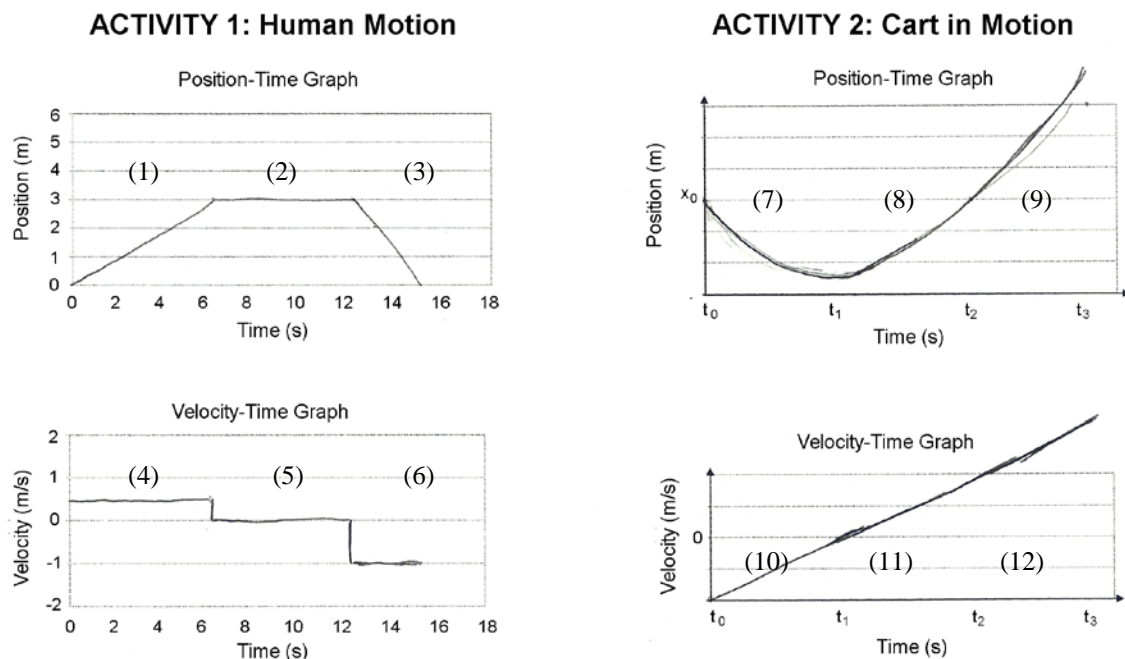 ACTIVITY 1: Human Motion
Position-Time Graph
Position (m)
6
5
4
3
2
1
0
(1)
(2)
(3)
0 2 4 6 8 10 12 14 16 18
Time (s)
Velocity-Time Graph
Velocity (m/s)
2
1
0
-1
-2
(4)
(5)
(6)
0 2 4 6 8 10 12 14 16 18
Time (s)
ACTIVITY 2: Cart in Motion
Position-Time Graph
Position (m)
x0
(7)
(8)
(9)
t0 t1 t2 t3
Time (s)
Velocity-Time Graph
Velocity (m/s)
0
(10)
(11)
(12)
t0 t1 t2 t3
Time (s)